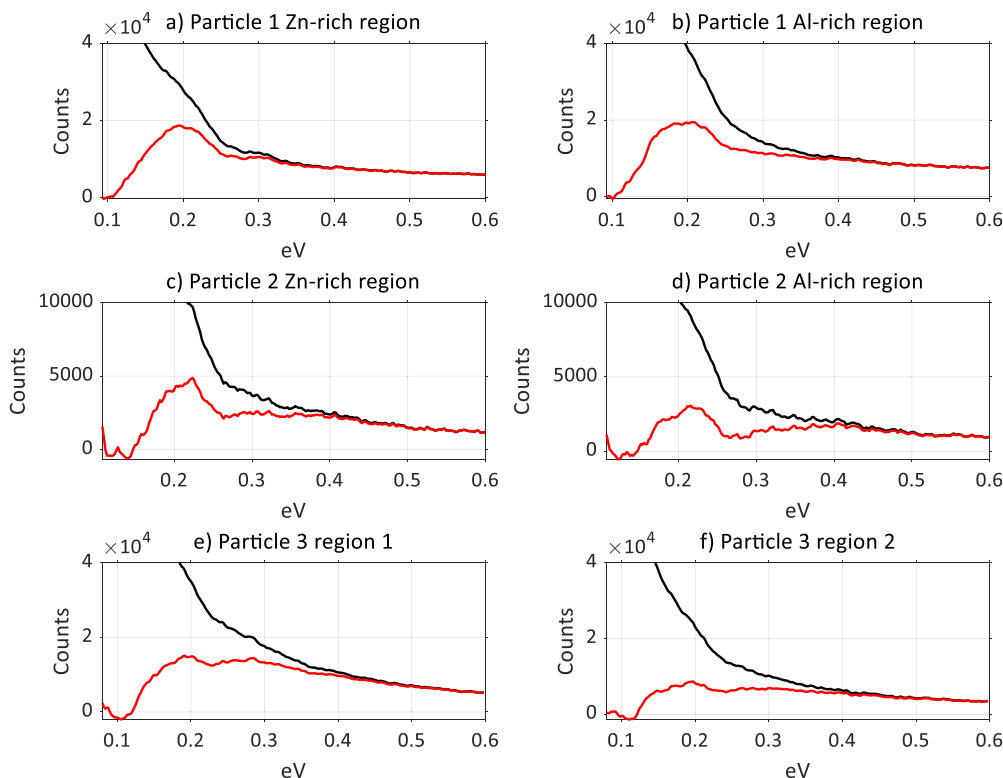 a) Particle 1 Zn-rich region
×10⁴
4
2
0
Counts
0.1 0.2 0.3 0.4 0.5 0.6
eV
b) Particle 1 Al-rich region
×10⁴
4
2
0
Counts
0.1 0.2 0.3 0.4 0.5 0.6
eV
c) Particle 2 Zn-rich region
10000
5000
0
Counts
0.2 0.3 0.4 0.5 0.6
eV
d) Particle 2 Al-rich region
10000
5000
0
Counts
0.2 0.3 0.4 0.5 0.6
eV
e) Particle 3 region 1
×10⁴
4
2
0
Counts
0.1 0.2 0.3 0.4 0.5 0.6
eV
f) Particle 3 region 2
×10⁴
4
2
0
Counts
0.1 0.2 0.3 0.4 0.5 0.6
eV